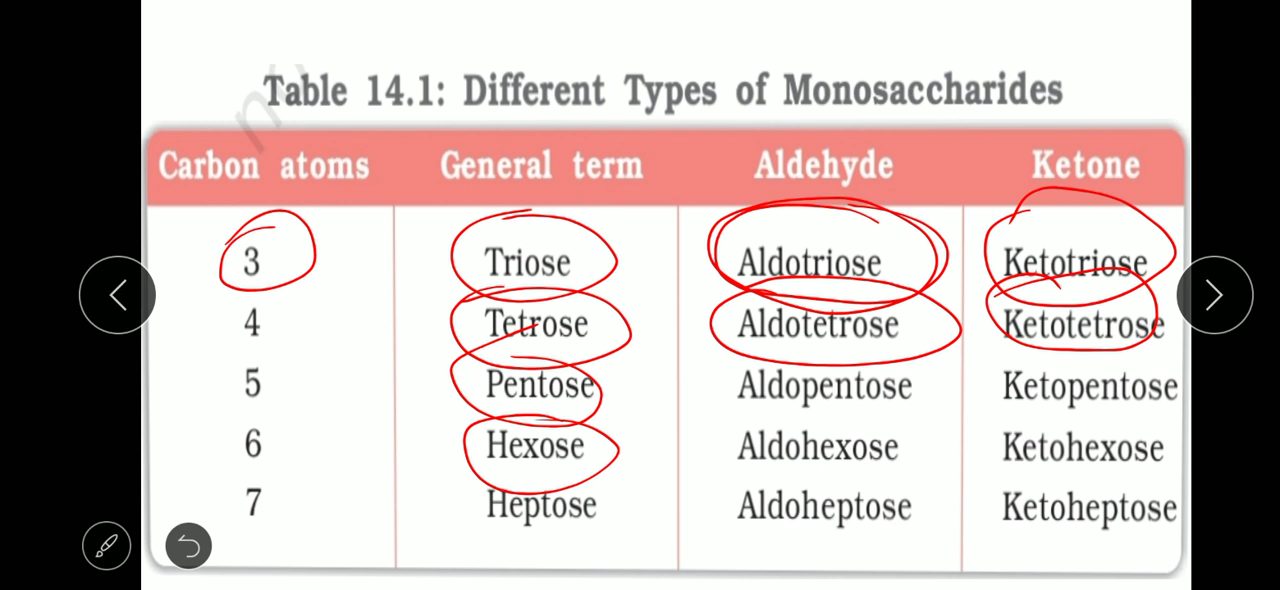 Table 14.1: Different Types of Monosaccharides
Carbon atoms General term Aldehyde Ketone
3 Triose Aldotriose Ketotriose
4 Tetrose Aldotetrose Ketotetrose
5 Pentose Aldopentose Ketopentose
6 Hexose Aldohexose Ketohexose
7 Heptose Aldoheptose Ketoheptose